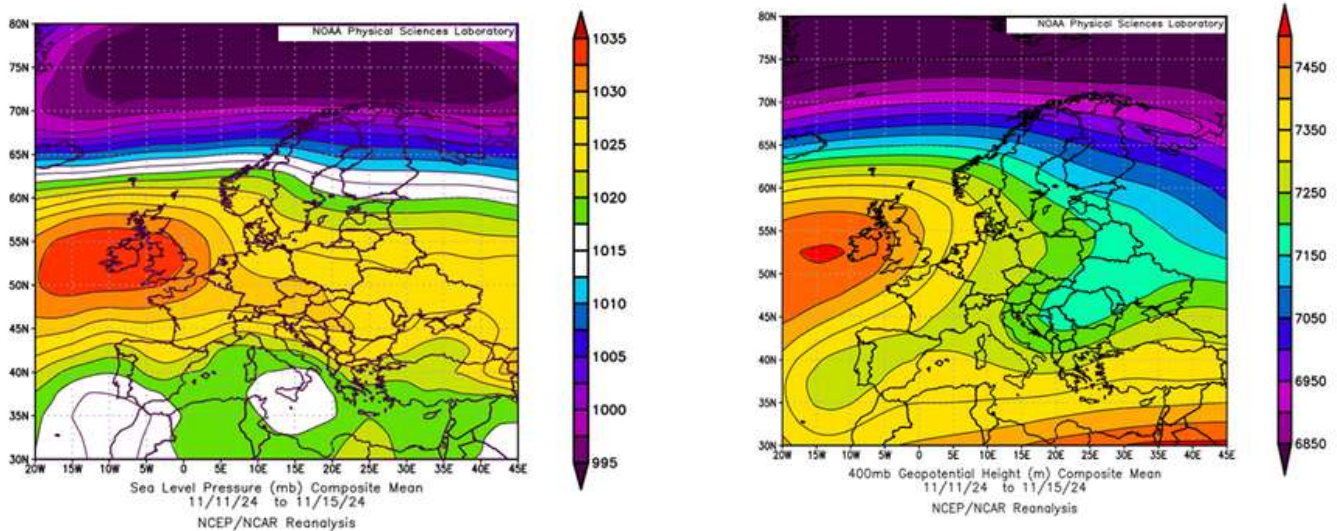 NOAA Physical Sciences Laboratory
80N
75N
70N
65N
60N
55N
50N
45N
40N
35N
30N
20W 15W 10W 5W 0 5E 10E 15E 20E 25E 30E 35E 40E 45E
1035
1030
1025
1020
1015
1010
1005
1000
995
Sea Level Pressure (mb) Composite Mean
11/11/24 to 11/15/24
NCEP/NCAR Reanalysis
NOAA Physical Sciences Laboratory
80N
75N
70N
65N
60N
55N
50N
45N
40N
35N
30N
20W 15W 10W 5W 0 5E 10E 15E 20E 25E 30E 35E 40E 45E
7450
7350
7250
7150
7050
6950
6850
400mb Geopotential Height (m) Composite Mean
11/11/24 to 11/15/24
NCEP/NCAR Reanalysis